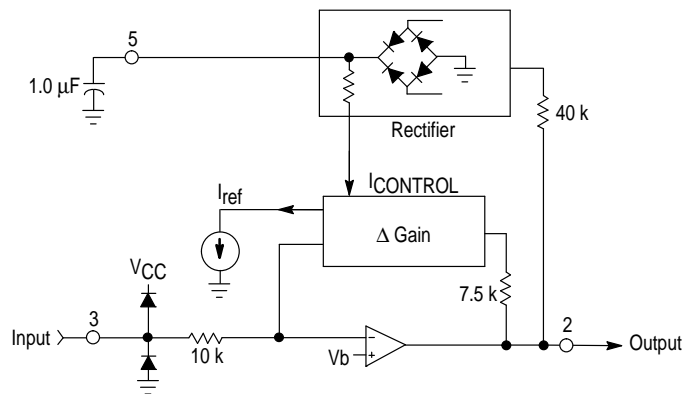 5
1.0 µF
Rectifier
40 k
ICONTROL
Iref
Δ Gain
VCC
7.5 k
3
2
Input
10 k
Vb
−
+
Output